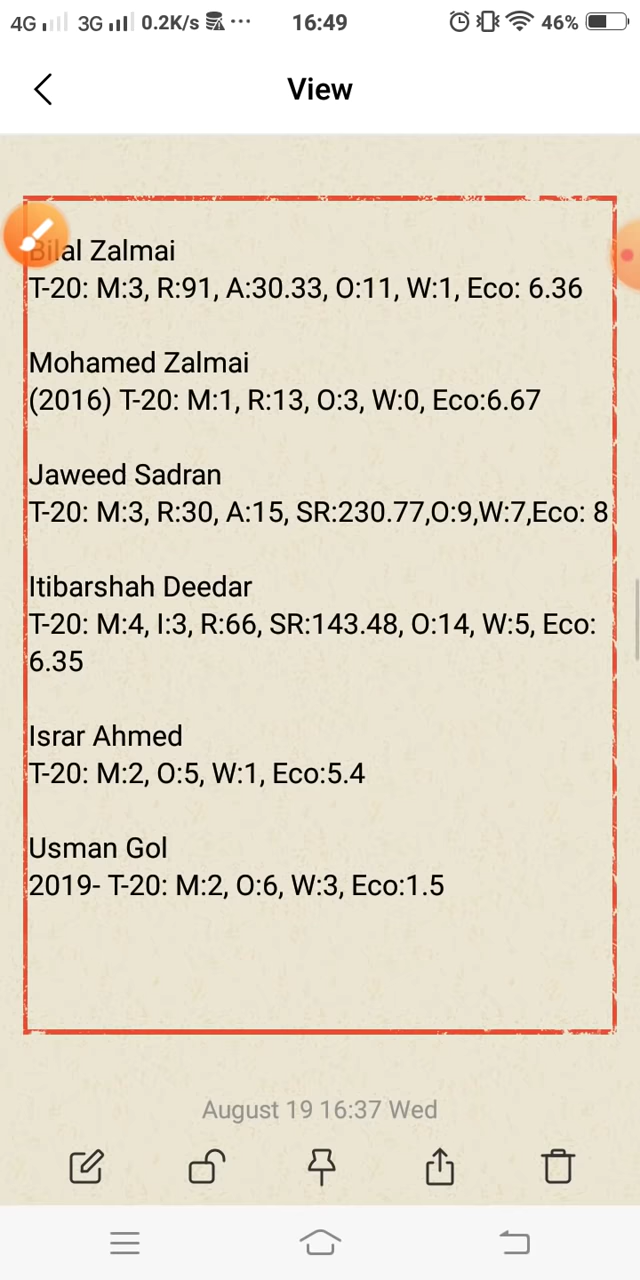 4G 3G 0.2K/s ... 16:49 46%
View
Bilal Zalmai
T-20: M:3, R:91, A:30.33, O:11, W:1, Eco: 6.36
Mohamed Zalmai
(2016) T-20: M:1, R:13, O:3, W:0, Eco:6.67
Jaweed Sadran
T-20: M:3, R:30, A:15, SR:230.77,O:9,W:7,Eco: 8
Itibarshah Deedar
T-20: M:4, I:3, R:66, SR:143.48, O:14, W:5, Eco:
6.35
Israr Ahmed
T-20: M:2, O:5, W:1, Eco:5.4
Usman Gol
2019- T-20: M:2, O:6, W:3, Eco:1.5
August 19 16:37 Wed